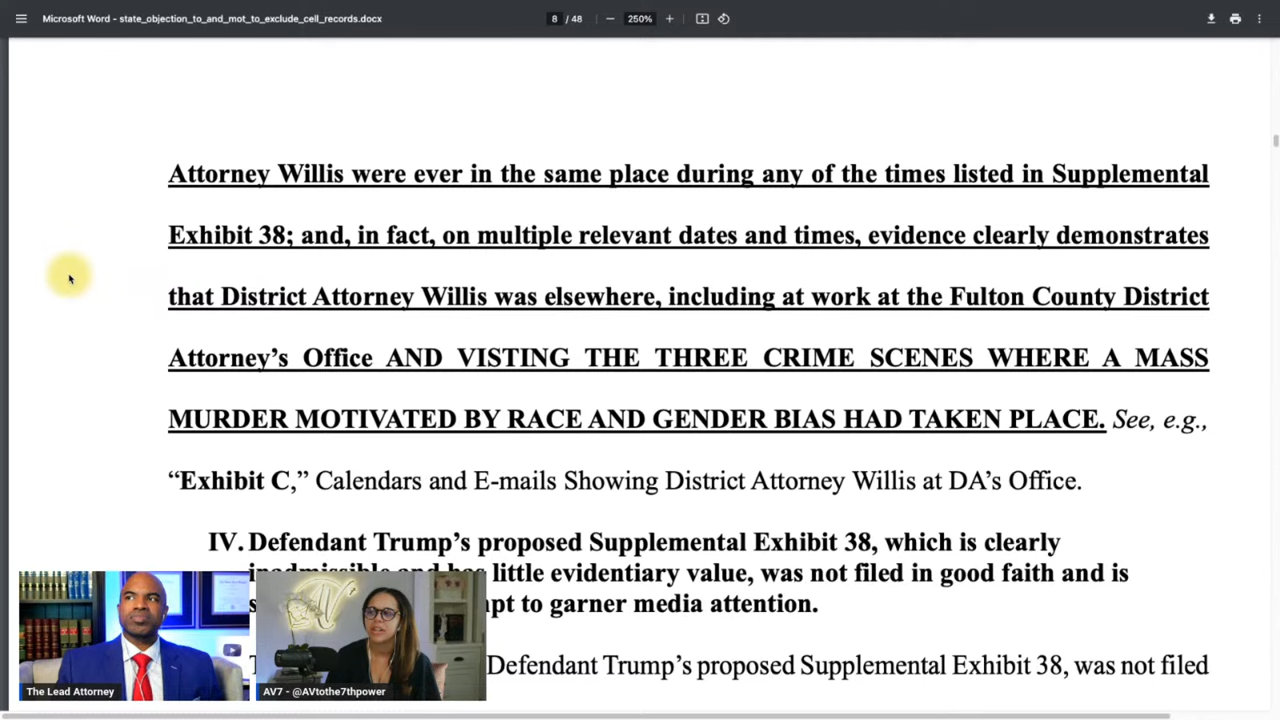 Microsoft Word - state_objection_to_and_mot_to_exclude_cell_records.docx
8 / 48
250%
Attorney Willis were ever in the same place during any of the times listed in Supplemental
Exhibit 38; and, in fact, on multiple relevant dates and times, evidence clearly demonstrates
that District Attorney Willis was elsewhere, including at work at the Fulton County District
Attorney’s Office AND VISTING THE THREE CRIME SCENES WHERE A MASS
MURDER MOTIVATED BY RACE AND GENDER BIAS HAD TAKEN PLACE. See, e.g.,
“Exhibit C,” Calendars and E-mails Showing District Attorney Willis at DA’s Office.
IV. Defendant Trump’s proposed Supplemental Exhibit 38, which is clearly
little evidentiary value, was not filed in good faith and is
to garner media attention.
Defendant Trump’s proposed Supplemental Exhibit 38, was not filed
The Lead Attorney
AV7 - @AVtothe7thpower